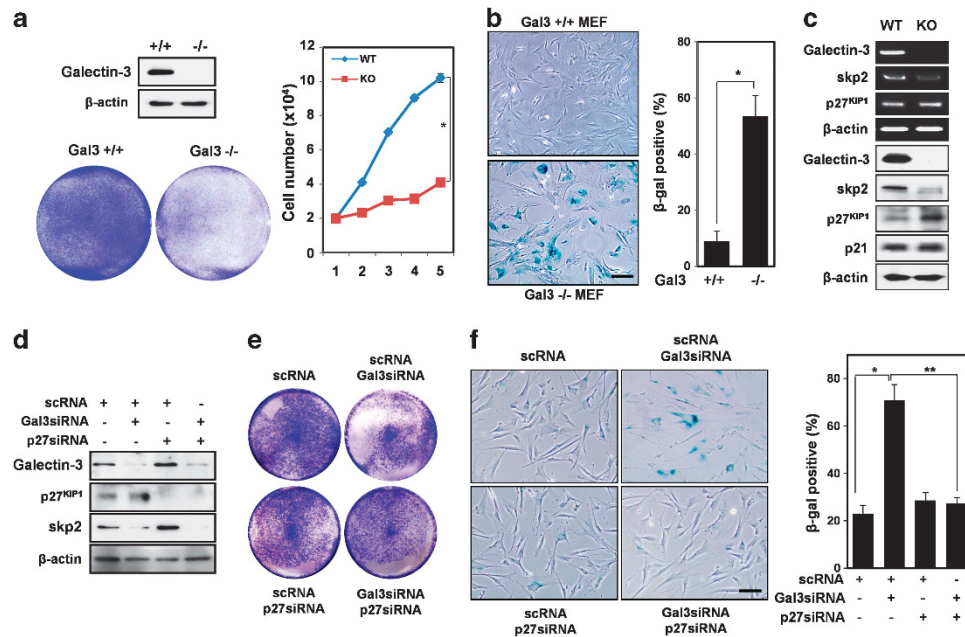 a
+/+ -/-
Galectin-3
β-actin
Gal3 +/+ Gal3 -/-
Cell number (x10⁴)
12
10
8
6
4
2
0
WT
KO
*
1 2 3 4 5
b
Gal3 +/+ MEF
Gal3 -/- MEF
β-gal positive (%)
80
60
40
20
0
*
Gal3 +/+ -/-
c
WT KO
Galectin-3
skp2
p27ᴷᴵᴾ¹
β-actin
Galectin-3
skp2
p27ᴷᴵᴾ¹
p21
β-actin
d
scRNA + + + -
Gal3siRNA - + - +
p27siRNA - - + +
Galectin-3
p27ᴷᴵᴾ¹
skp2
β-actin
e
scRNA
scRNA
Gal3siRNA
scRNA
p27siRNA
Gal3siRNA
p27siRNA
f
scRNA
scRNA
Gal3siRNA
scRNA
p27siRNA
Gal3siRNA
p27siRNA
β-gal positive (%)
80
60
40
20
0
* **
scRNA + + + -
Gal3siRNA - + - +
p27siRNA - - + +